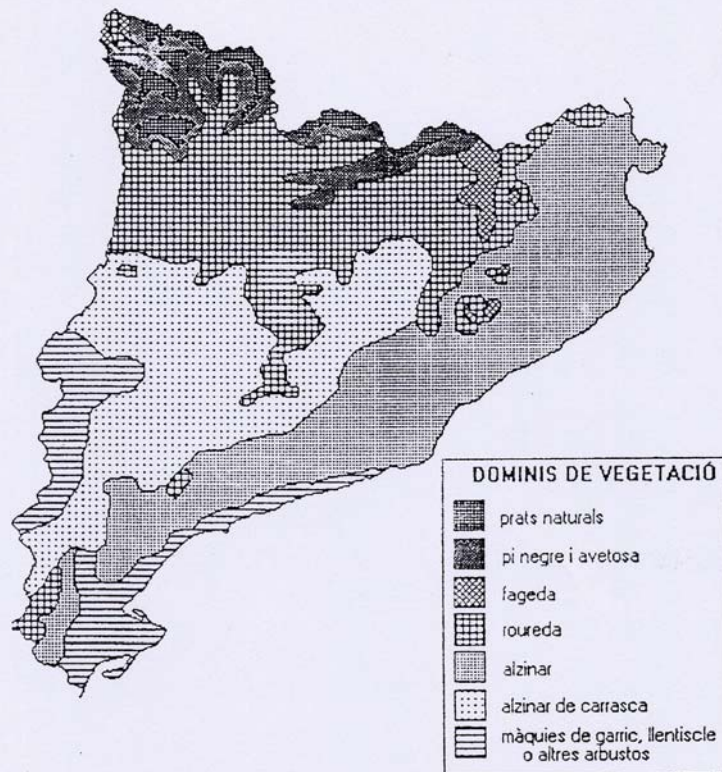 DOMINIS DE VEGETACIÓ
prats naturals
pi negre i avetosa
fageda
roureda
alzinar
alzinar de carrasca
màquies de garric, llentiscle
o altres arbustos